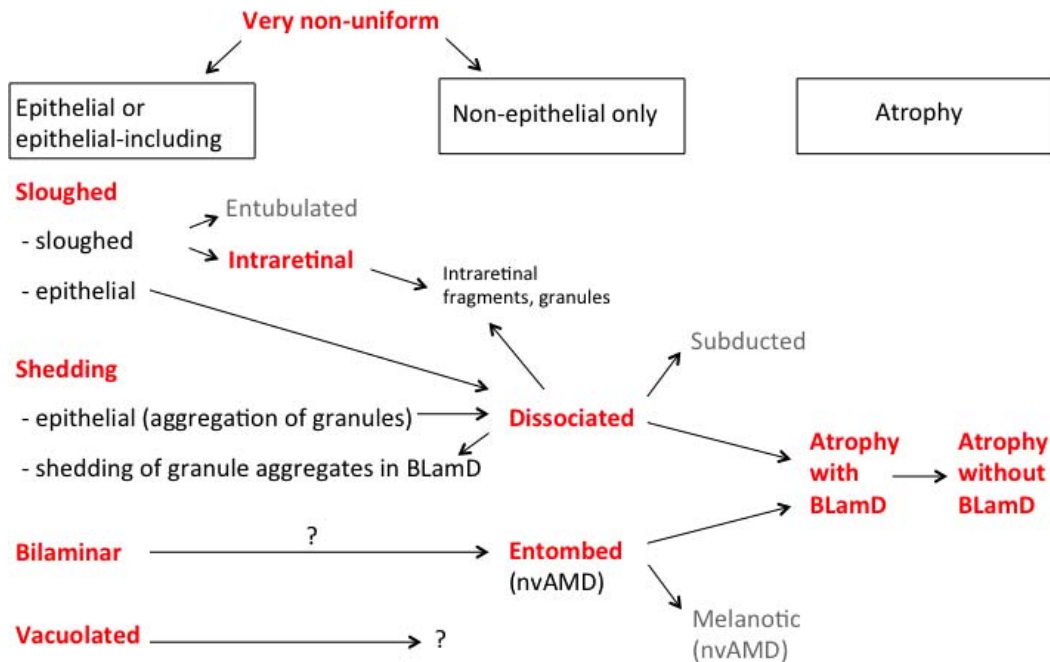 Very non-uniform
Epithelial or
epithelial-including
Non-epithelial only
Atrophy
Sloughed
- sloughed
- epithelial
Entubulated
Intraretinal
Intraretinal
fragments, granules
Shedding
- epithelial (aggregation of granules)
- shedding of granule aggregates in BLamD
Dissociated
Subducted
Atrophy
with
BLamD
Atrophy
without
BLamD
Bilaminar
?
Entombed
(nvAMD)
Melanotic
(nvAMD)
Vacuolated
?